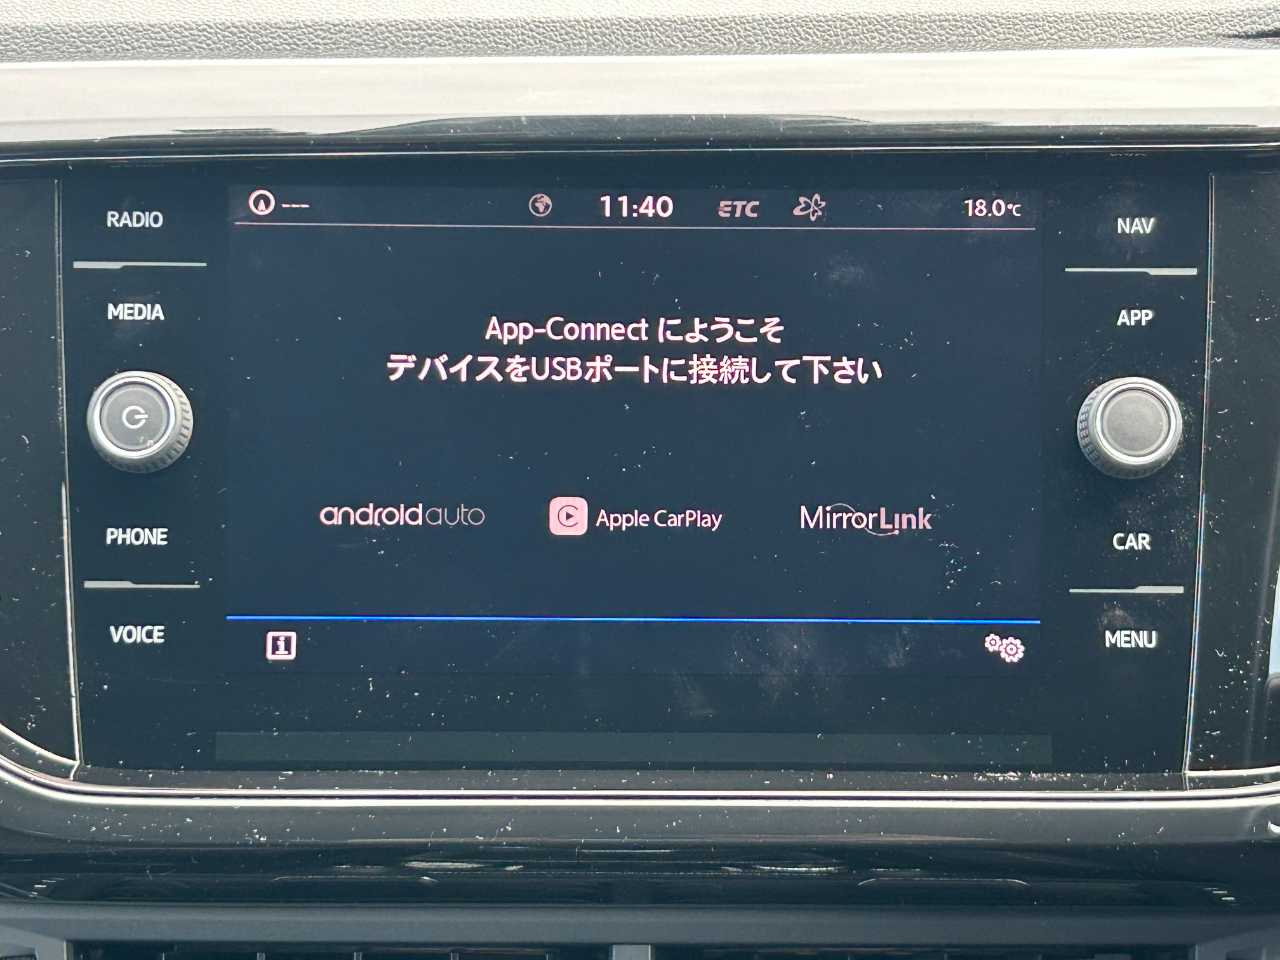 RADIO
MEDIA
PHONE
VOICE
---
11:40
ETC
18.0℃
App-Connect にようこそ
デバイスをUSBポートに接続して下さい
androidauto
Apple CarPlay
MirrorLink
i
NAV
APP
CAR
MENU